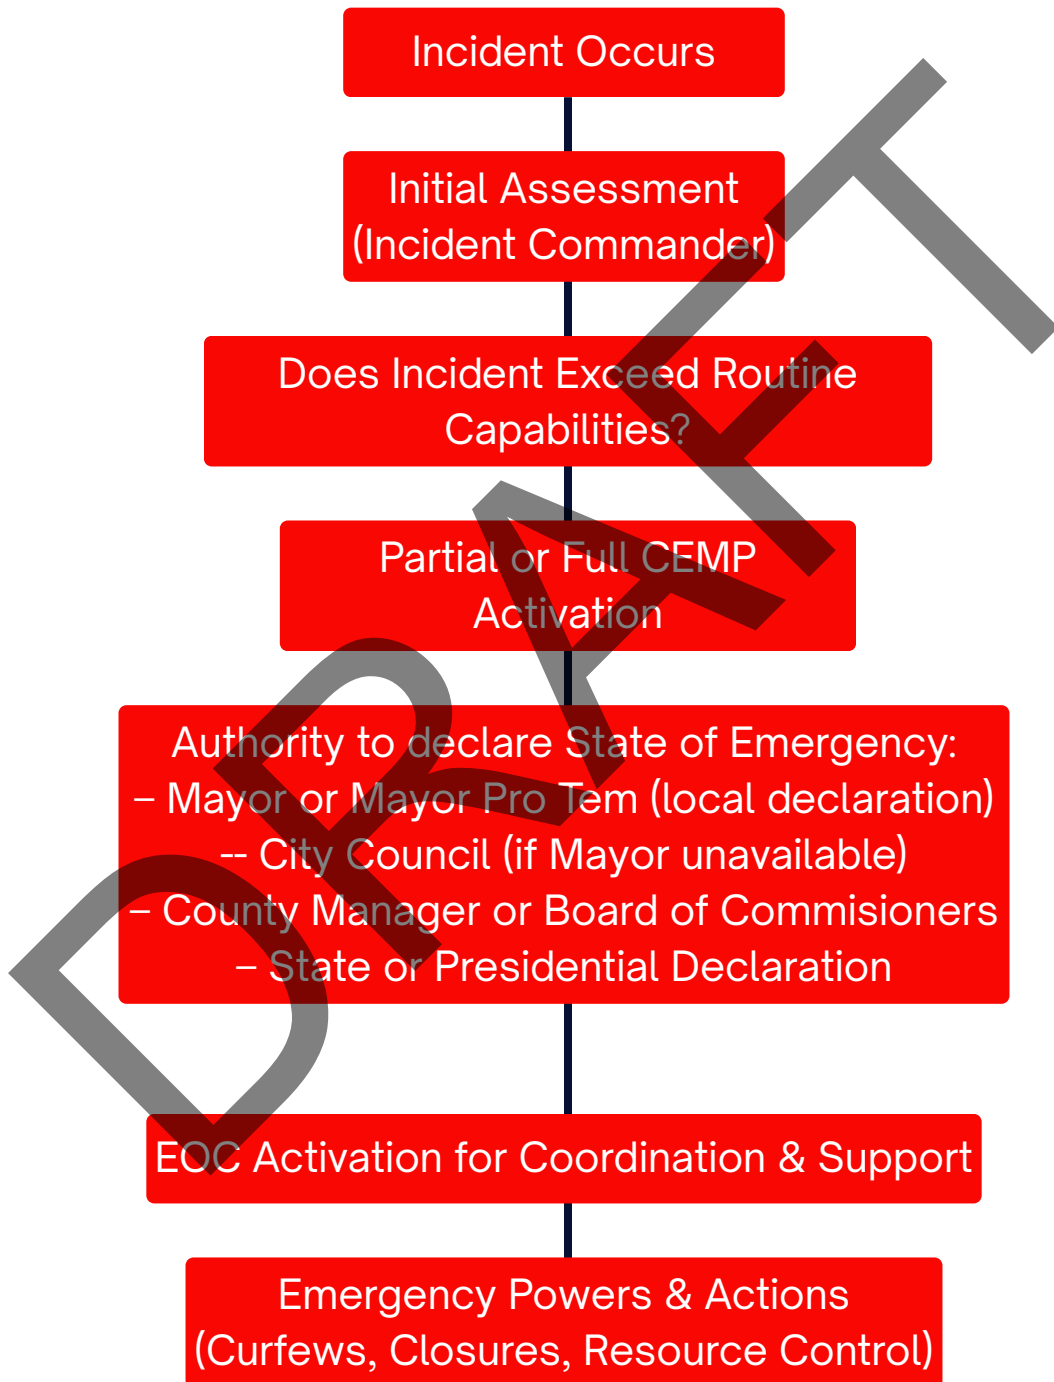 Incident Occurs
Initial Assessment
(Incident Commander)
Does Incident Exceed Routine
Capabilities?
Partial or Full CEMP
Activation
Authority to declare State of Emergency:
– Mayor or Mayor Pro Tem (local declaration)
-- City Council (if Mayor unavailable)
– County Manager or Board of Commisioners
– State or Presidential Declaration
EOC Activation for Coordination & Support
Emergency Powers & Actions
(Curfews, Closures, Resource Control)
DRAFT